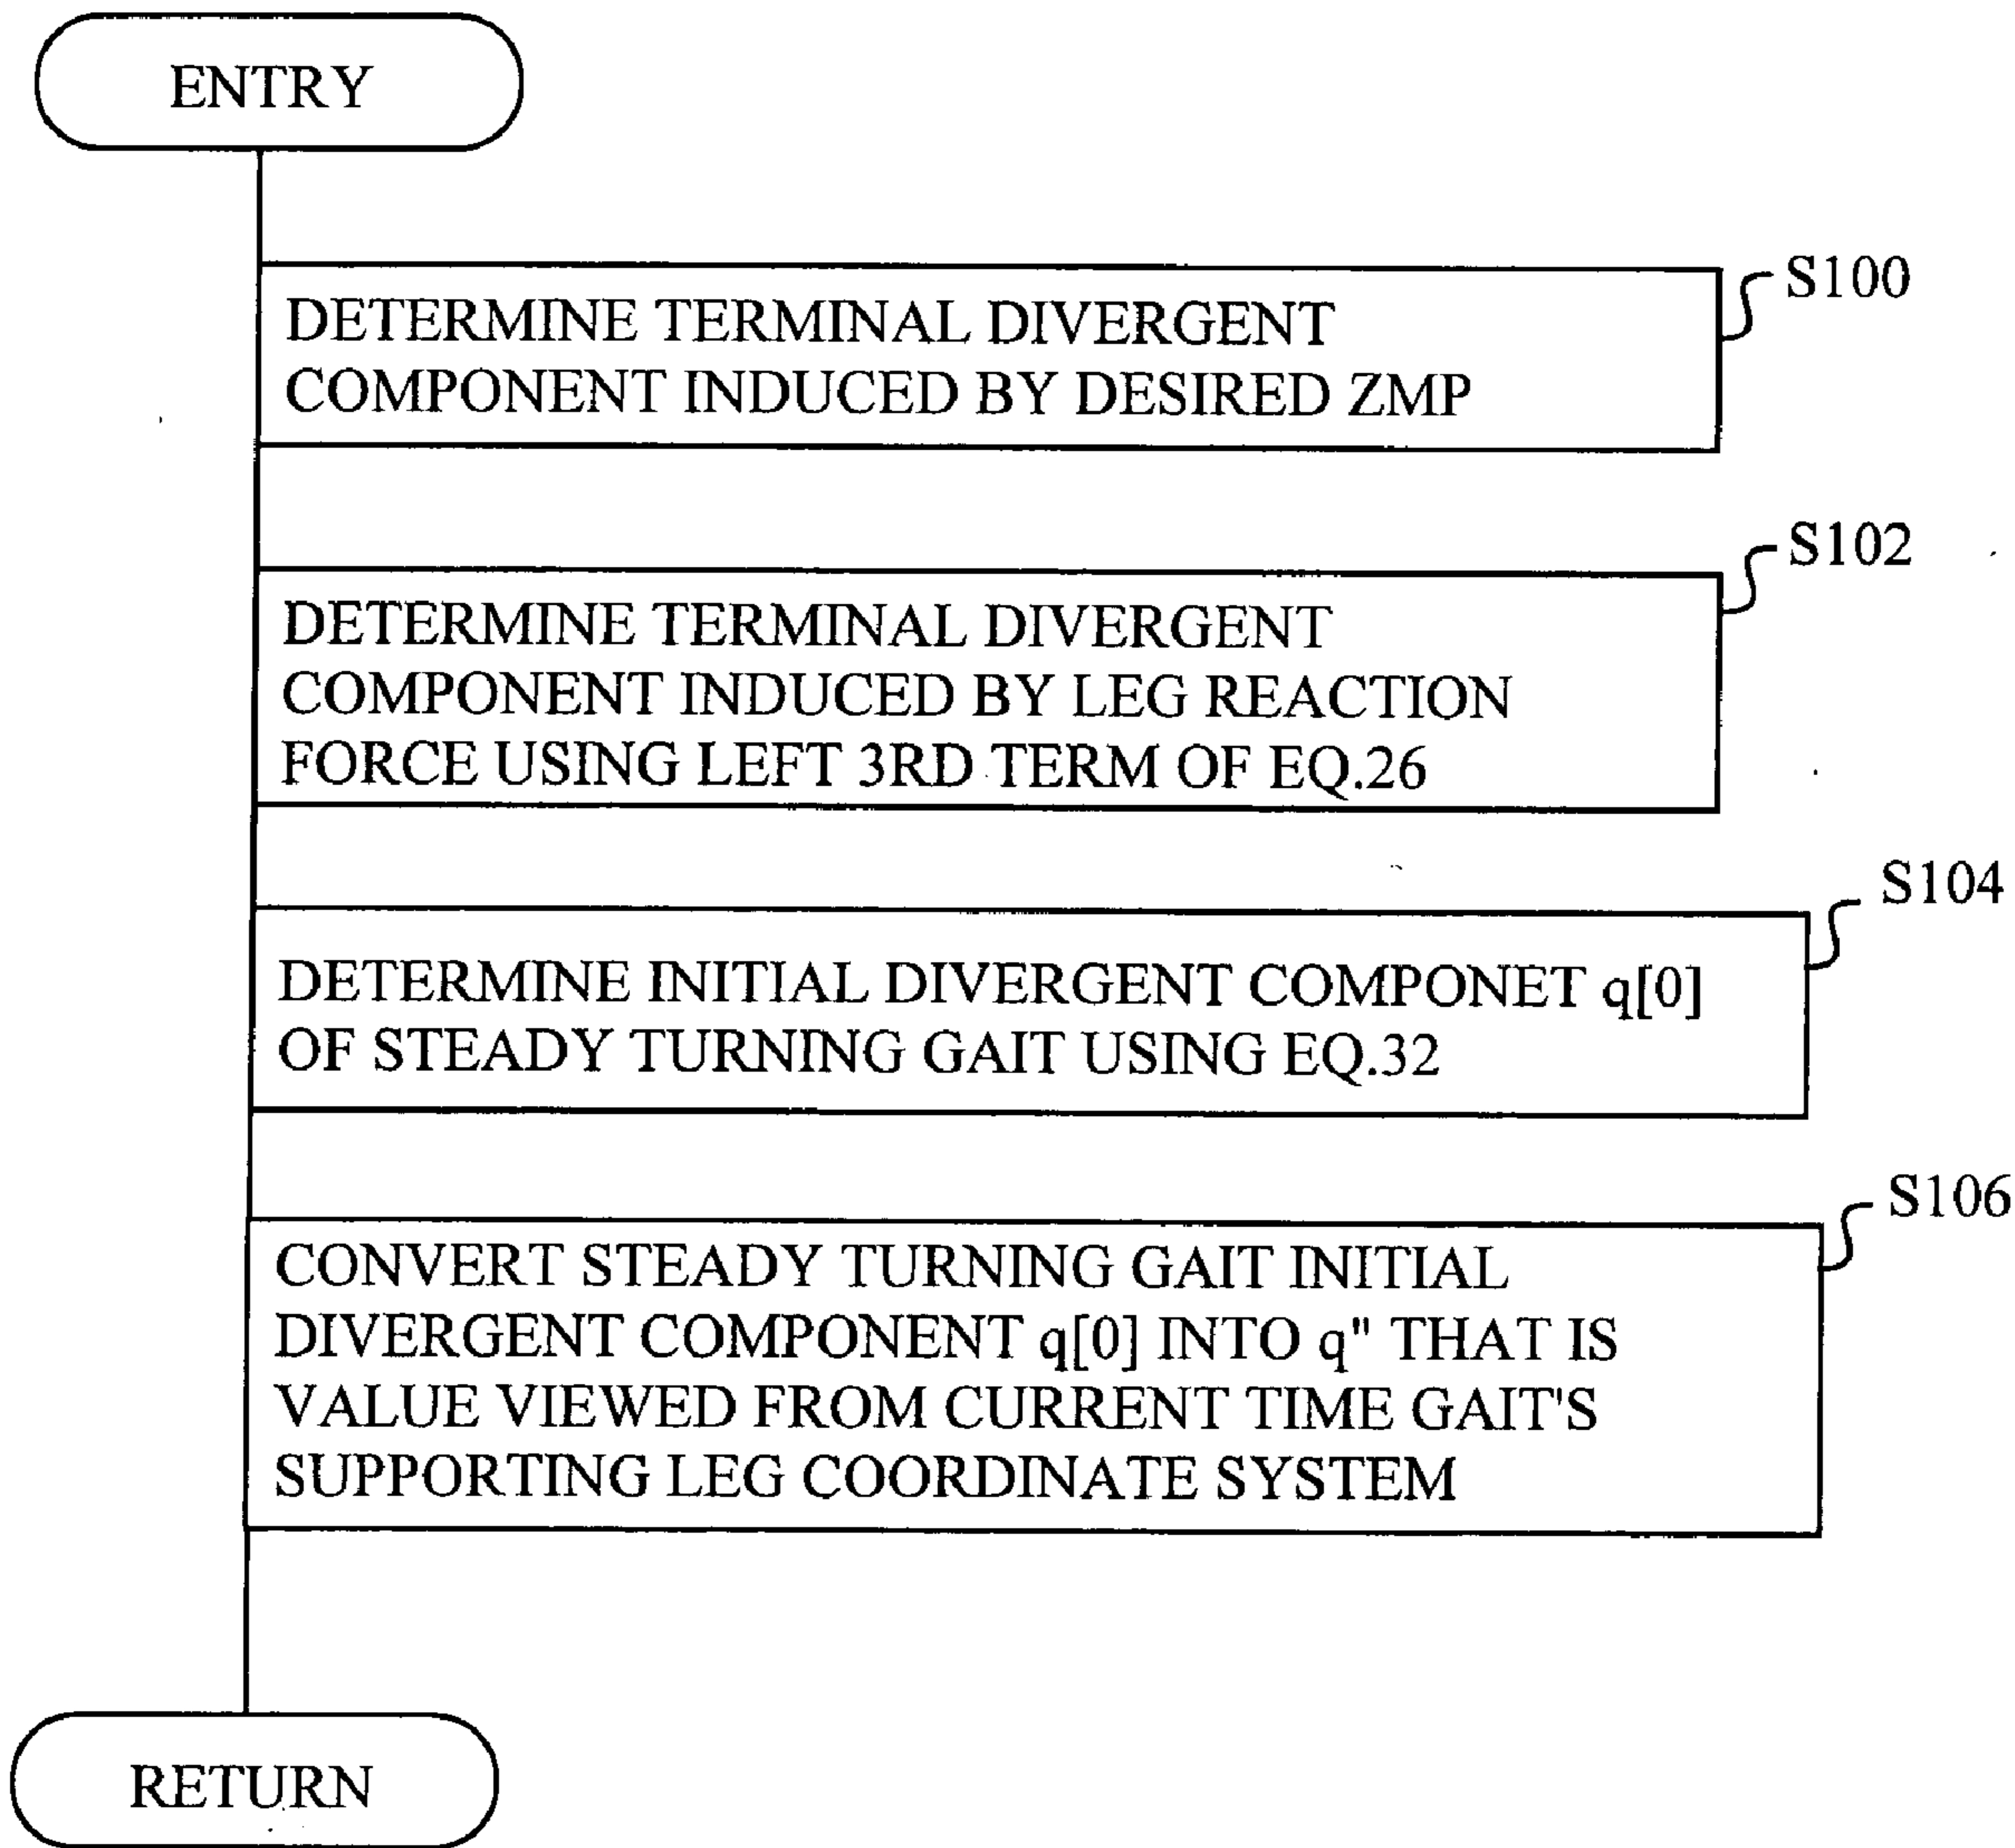 ENTRY
S100
DETERMINE TERMINAL DIVERGENT
COMPONENT INDUCED BY DESIRED ZMP
S102
DETERMINE TERMINAL DIVERGENT
COMPONENT INDUCED BY LEG REACTION
FORCE USING LEFT 3RD TERM OF EQ.26
S104
DETERMINE INITIAL DIVERGENT COMPONET q[0]
OF STEADY TURNING GAIT USING EQ.32
S106
CONVERT STEADY TURNING GAIT INITIAL
DIVERGENT COMPONENT q[0] INTO q" THAT IS
VALUE VIEWED FROM CURRENT TIME GAIT'S
SUPPORTING LEG COORDINATE SYSTEM
RETURN